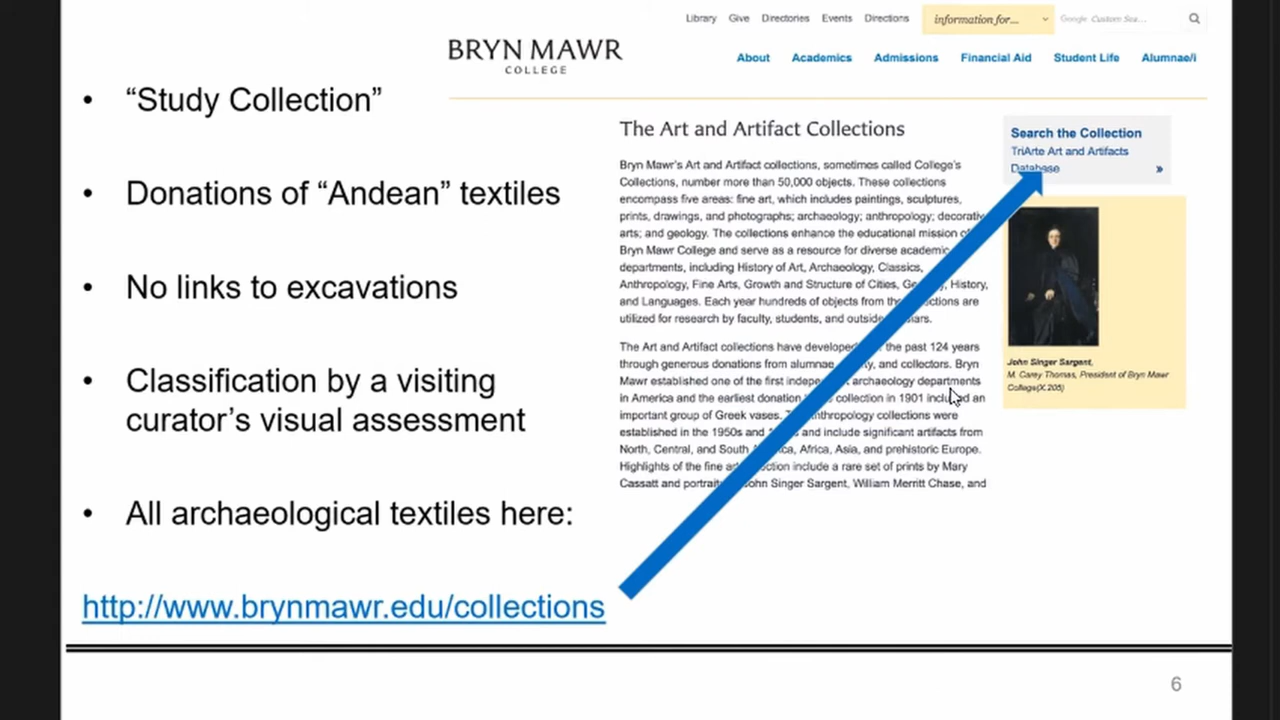 Library Give Directories Events Directions information for... Google Custom Sea...
BRYN MAWR
COLLEGE
About Academics Admissions Financial Aid Student Life Alumnae/i
• “Study Collection”
• Donations of “Andean” textiles
• No links to excavations
• Classification by a visiting
curator’s visual assessment
• All archaeological textiles here:
http://www.brynmawr.edu/collections
The Art and Artifact Collections
Bryn Mawr's Art and Artifact collections, sometimes called College's
Collections, number more than 50,000 objects. These collections
encompass five areas: fine art, which includes paintings, sculptures,
prints, drawings, and photographs; archaeology; anthropology; decorativ
arts; and geology. The collections enhance the educational mission of
Bryn Mawr College and serve as a resource for diverse academic
departments, including History of Art, Archaeology, Classics,
Anthropology, Fine Arts, Growth and Structure of Cities, History,
and Languages. Each year hundreds of objects from the are
utilized for research by faculty, students, and outside
The Art and Artifact collections have developed the past 124 years
through generous donations from alumnae and collectors. Bryn
Mawr established one of the first archaeology departments
in America and the earliest donation collection in 1901 included an
important group of Greek vases. anthropology collections were
established in the 1950s and and include significant artifacts from
North, Central, and South Africa, Asia, and prehistoric Europe.
Highlights of the fine art include a rare set of prints by Mary
Cassatt and John Singer Sargent, William Merritt Chase, and
Search the Collection
TriArte Art and Artifacts
Database »
John Singer Sargent,
M. Carey Thomas, President of Bryn Mawr
College(X.205)
6